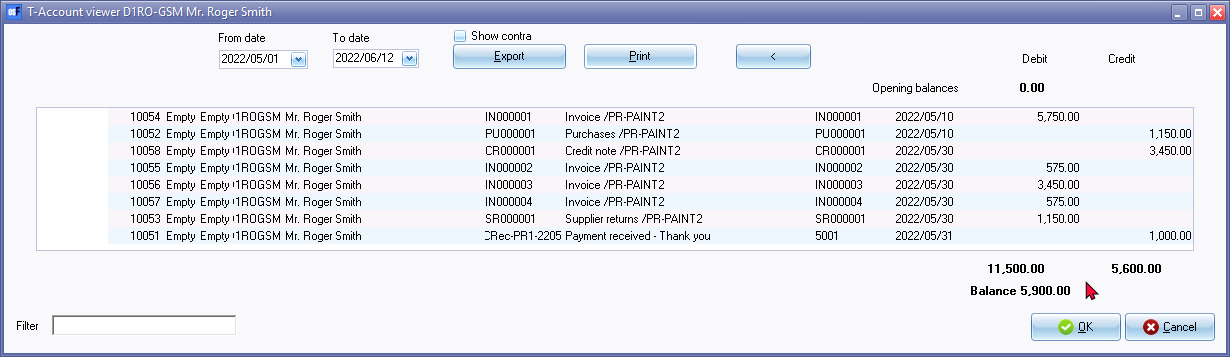 T-Account viewer D1RO-GSM Mr. Roger Smith
From date To date Show contra
2022/05/01 2022/06/12 Export Print < Debit Credit
Opening balances 0.00
10054 Empty Empty 1ROGSM Mr. Roger Smith IN000001 Invoice /PR-PAINT2 IN000001 2022/05/10 5,750.00
10052 Empty Empty 1ROGSM Mr. Roger Smith PU000001 Purchases /PR-PAINT2 PU000001 2022/05/10 1,150.00
10058 Empty Empty 1ROGSM Mr. Roger Smith CR000001 Credit note /PR-PAINT2 CR000001 2022/05/30 3,450.00
10055 Empty Empty 1ROGSM Mr. Roger Smith IN000002 Invoice /PR-PAINT2 IN000002 2022/05/30 575.00
10056 Empty Empty 1ROGSM Mr. Roger Smith IN000003 Invoice /PR-PAINT2 IN000003 2022/05/30 3,450.00
10057 Empty Empty 1ROGSM Mr. Roger Smith IN000004 Invoice /PR-PAINT2 IN000004 2022/05/30 575.00
10053 Empty Empty 1ROGSM Mr. Roger Smith SR000001 Supplier returns /PR-PAINT2 SR000001 2022/05/30 1,150.00
10051 Empty Empty 1ROGSM Mr. Roger Smith CRec-PR1-2205 Payment received - Thank you 5001 2022/05/31 1,000.00
11,500.00 5,600.00
Balance 5,900.00
Filter OK Cancel